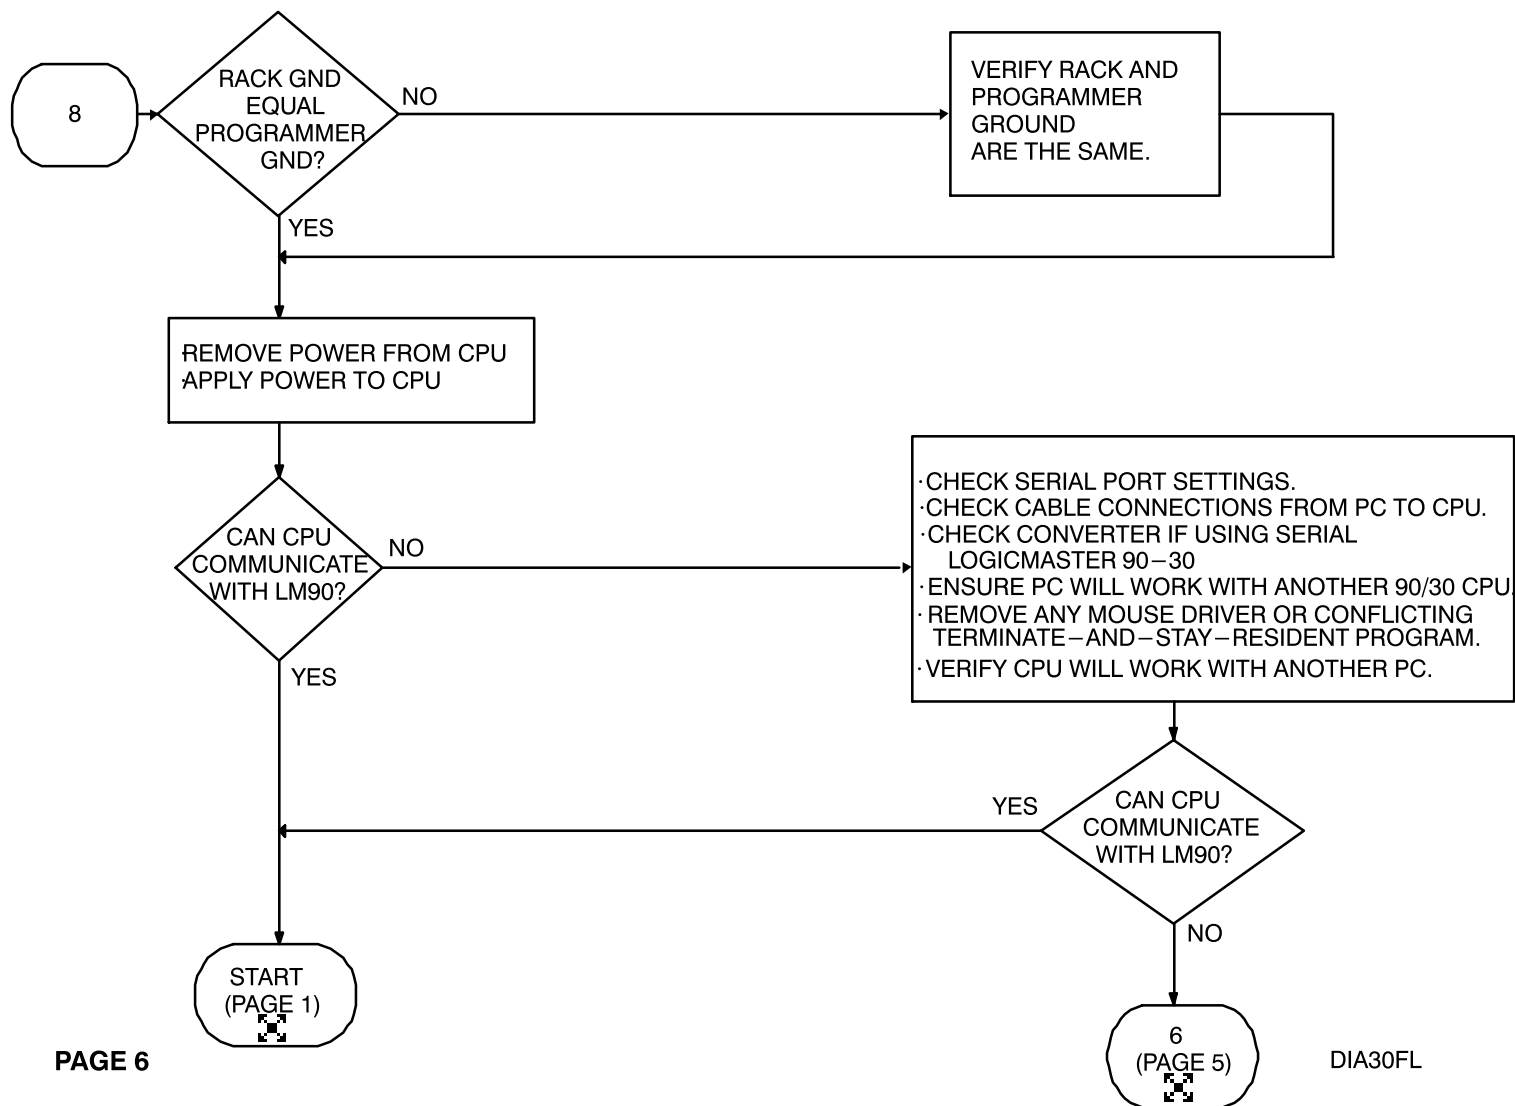 8
RACK GND
EQUAL
PROGRAMMER
GND?
NO
YES
VERIFY RACK AND
PROGRAMMER
GROUND
ARE THE SAME.
·REMOVE POWER FROM CPU
·APPLY POWER TO CPU
CAN CPU
COMMUNICATE
WITH LM90?
NO
YES
·CHECK SERIAL PORT SETTINGS.
·CHECK CABLE CONNECTIONS FROM PC TO CPU.
·CHECK CONVERTER IF USING SERIAL
LOGICMASTER 90–30
·ENSURE PC WILL WORK WITH ANOTHER 90/30 CPU.
·REMOVE ANY MOUSE DRIVER OR CONFLICTING
TERMINATE–AND–STAY–RESIDENT PROGRAM.
·VERIFY CPU WILL WORK WITH ANOTHER PC.
YES
CAN CPU
COMMUNICATE
WITH LM90?
NO
START
(PAGE 1)
6
(PAGE 5)
PAGE 6
DIA30FL